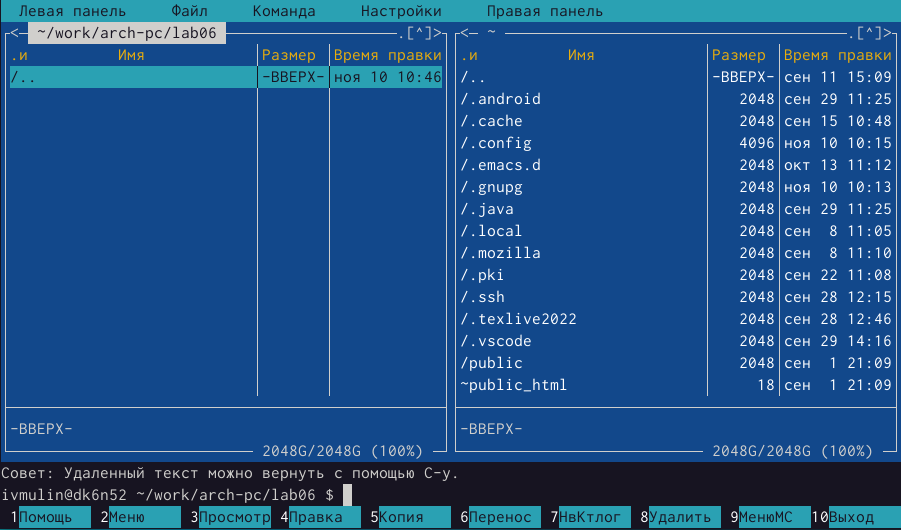 Левая панель Файл Команда Настройки Правая панель
<─ ~/work/arch-pc/lab06 .[^]>
.и Имя Размер Время правки
/.. -ВВЕРХ- ноя 10 10:46
-ВВЕРХ-
2048G/2048G (100%)
<─ ~ .[^]>
.и Имя Размер Время правки
/.. -ВВЕРХ- сен 11 15:09
/.android 2048 сен 29 11:25
/.cache 2048 сен 15 10:48
/.config 4096 ноя 10 10:15
/.emacs.d 2048 окт 13 11:12
/.gnupg 2048 ноя 10 10:13
/.java 2048 сен 29 11:25
/.local 2048 сен 8 11:05
/.mozilla 2048 сен 8 11:10
/.pki 2048 сен 22 11:08
/.ssh 2048 сен 28 12:15
/.texlive2022 2048 сен 28 12:46
/.vscode 2048 сен 29 14:16
/public 2048 сен 1 21:09
~public_html 18 сен 1 21:09
-ВВЕРХ-
2048G/2048G (100%)
Совет: Удаленный текст можно вернуть с помощью C-y.
ivmulin@dk6n52 ~/work/arch-pc/lab06 $
1Помощь 2Меню 3Просмотр 4Правка 5Копия 6Перенос 7НвКтлог 8Удалить 9МенюMC 10Выход